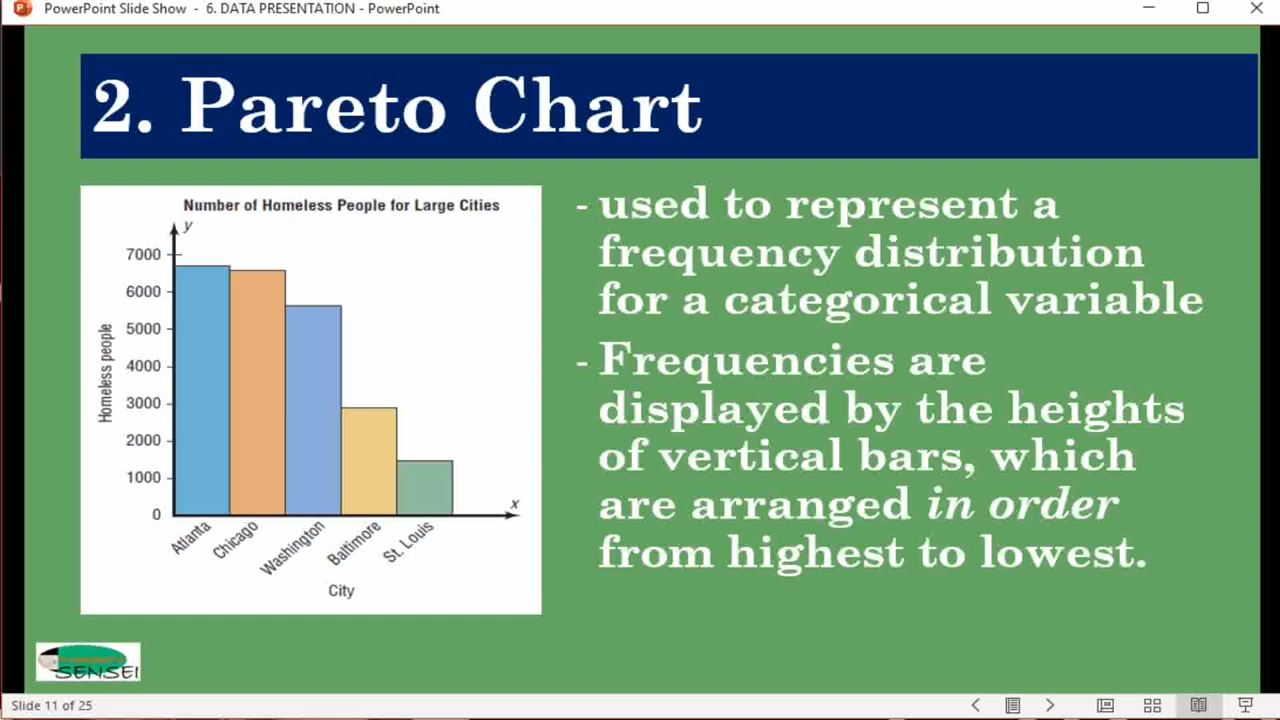 PowerPoint Slide Show - 6. DATA PRESENTATION - PowerPoint
2. Pareto Chart
Number of Homeless People for Large Cities
y
7000
6000
5000
4000
3000
2000
1000
0
Homeless people
x
Atlanta
Chicago
Washington
Baltimore
St. Louis
City
- used to represent a
frequency distribution
for a categorical variable
- Frequencies are
displayed by the heights
of vertical bars, which
are arranged in order
from highest to lowest.
SENSEI
Slide 11 of 25